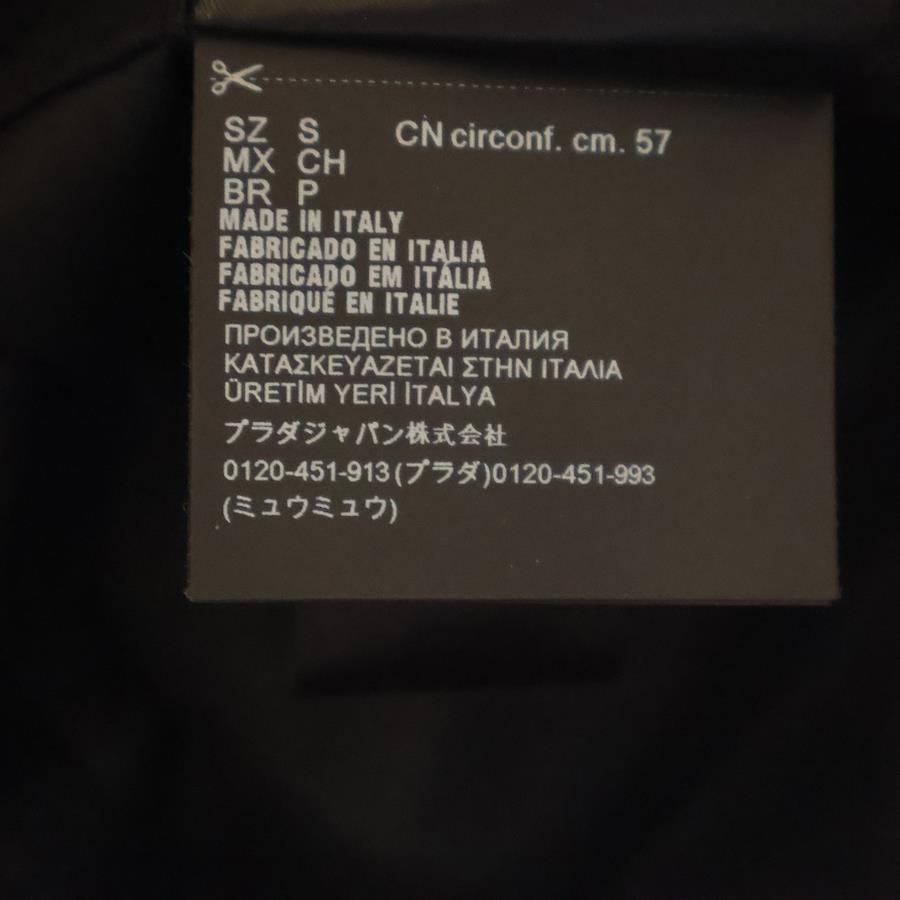 SZ S CN circonf. cm. 57
MX CH
BR P
MADE IN ITALY
FABRICADO EN ITALIA
FABRICADO EM ITÁLIA
FABRIQUÉ EN ITALIE
ПРОИЗВЕДЕНО В ИТАЛИЯ
ΚΑΤΑΣΚΕΥΑΖΕΤΑΙ ΣΤΗΝ ΙΤΑΛΙΑ
ÜRETİM YERİ İTALYA
プラダジャパン株式会社
0120-451-913(プラダ)0120-451-993
(ミュウミュウ)